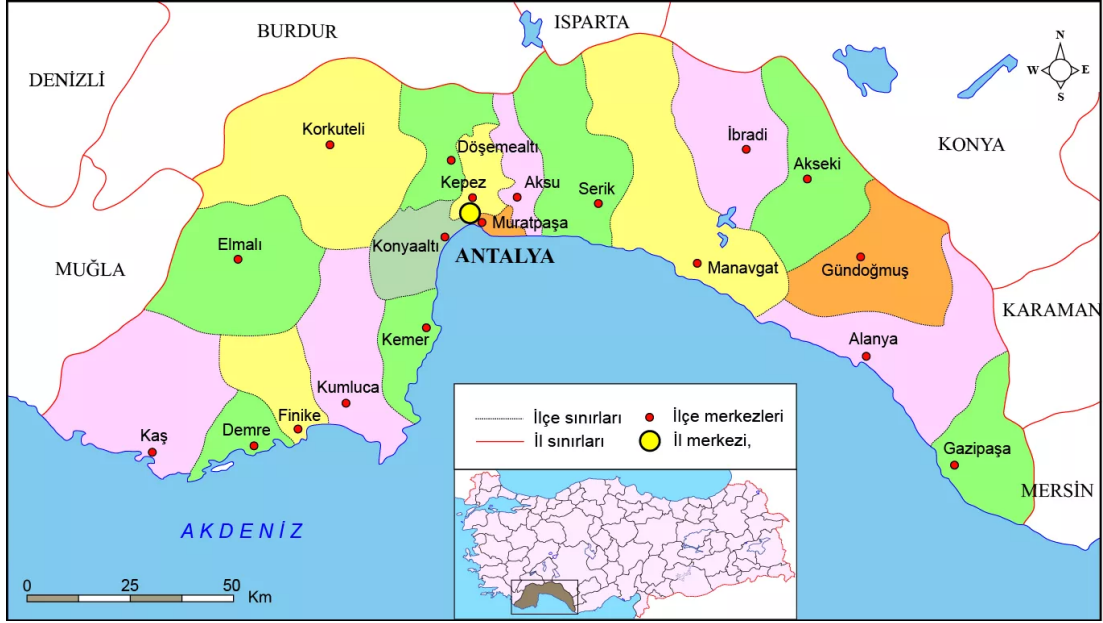 ISPARTA
BURDUR
N
W E
S
DENİZLİ
KONYA
Korkuteli
İbradi
Döşemealtı
Akseki
Kepez
Aksu
Serik
Muratpaşa
Elmalı
Konyaaltı
ANTALYA
MUĞLA
Manavgat
Gündoğmuş
KARAMAN
Kemer
Alanya
Kumluca
Finike
Demre
Kaş
İlçe sınırları
İlçe merkezleri
İl sınırları
İl merkezi,
Gazipaşa
MERSİN
AKDENİZ
0 25 50
Km